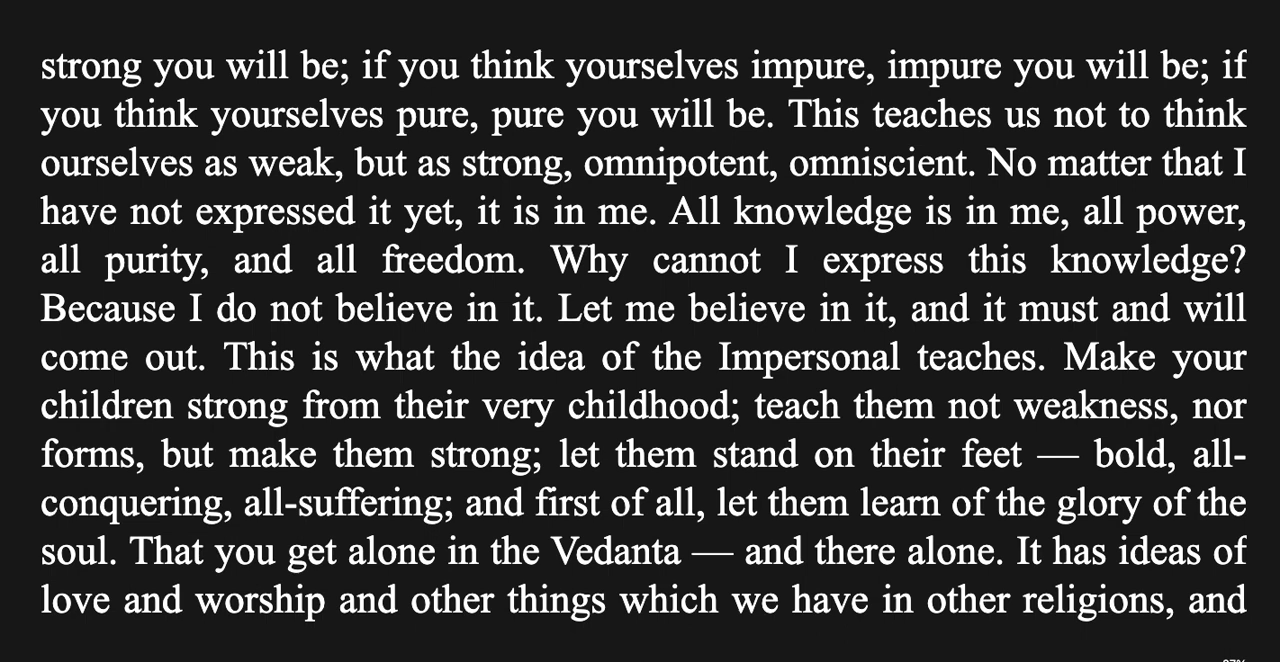 strong you will be; if you think yourselves impure, impure you will be; if
you think yourselves pure, pure you will be. This teaches us not to think
ourselves as weak, but as strong, omnipotent, omniscient. No matter that I
have not expressed it yet, it is in me. All knowledge is in me, all power,
all purity, and all freedom. Why cannot I express this knowledge?
Because I do not believe in it. Let me believe in it, and it must and will
come out. This is what the idea of the Impersonal teaches. Make your
children strong from their very childhood; teach them not weakness, nor
forms, but make them strong; let them stand on their feet — bold, all-
conquering, all-suffering; and first of all, let them learn of the glory of the
soul. That you get alone in the Vedanta — and there alone. It has ideas of
love and worship and other things which we have in other religions, and